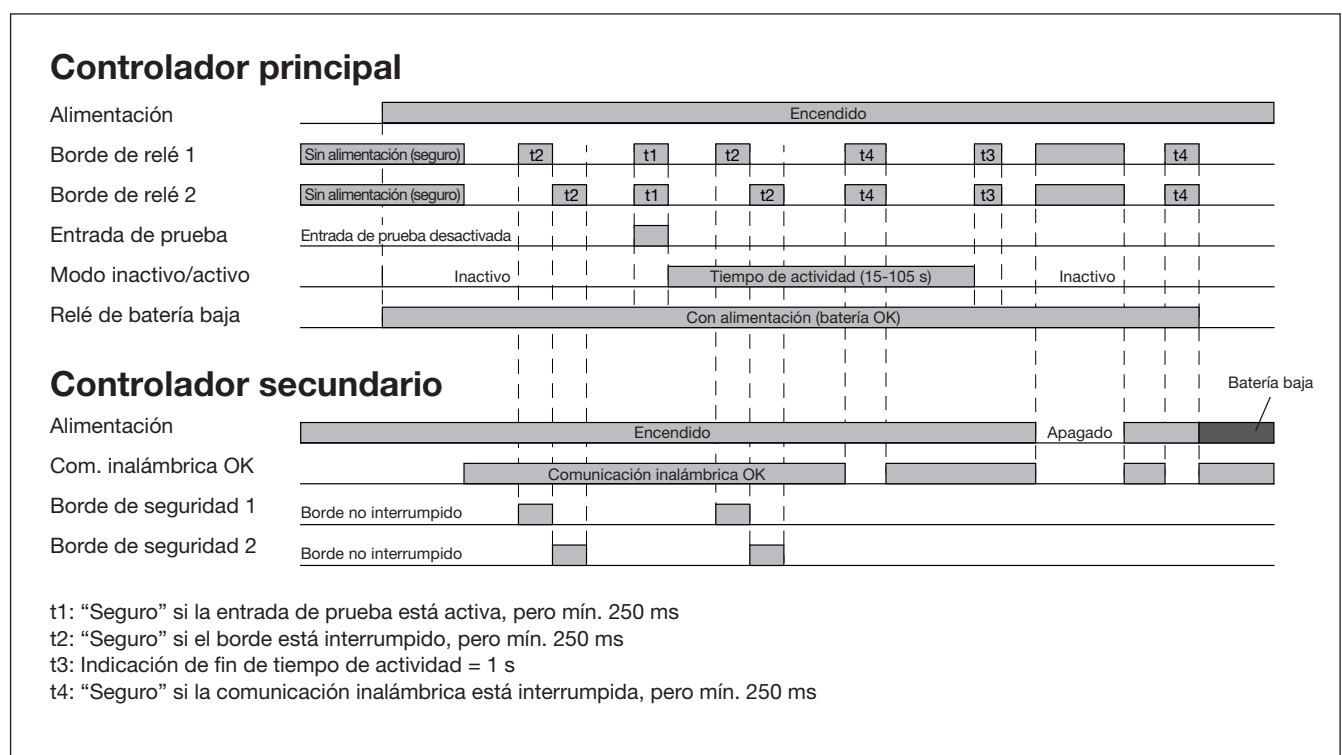 Controlador principal
Alimentación
Encendido
Borde de relé 1
Sin alimentación (seguro)
t2
t1
t2
t4
t3
t4
Borde de relé 2
Sin alimentación (seguro)
t2
t1
t2
t4
t3
t4
Entrada de prueba
Entrada de prueba desactivada
Modo inactivo/activo
Inactivo
Tiempo de actividad (15-105 s)
Inactivo
Relé de batería baja
Con alimentación (batería OK)
Controlador secundario
Batería baja
Alimentación
Encendido
Apagado
Com. inalámbrica OK
Comunicación inalámbrica OK
Borde de seguridad 1
Borde no interrumpido
Borde de seguridad 2
Borde no interrumpido
t1: “Seguro” si la entrada de prueba está activa, pero mín. 250 ms
t2: “Seguro” si el borde está interrumpido, pero mín. 250 ms
t3: Indicación de fin de tiempo de actividad = 1 s
t4: “Seguro” si la comunicación inalámbrica está interrumpida, pero mín. 250 ms